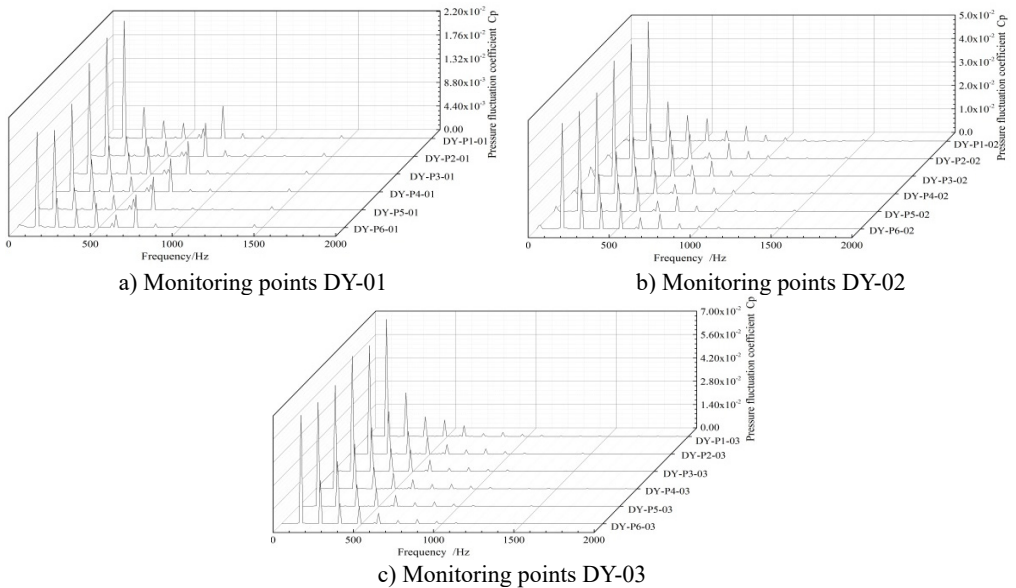 2.20x10⁻²
1.76x10⁻²
1.32x10⁻²
8.80x10⁻³
4.40x10⁻³
0.00
Pressure fluctuation coefficient Cp
DY-P1-01
DY-P2-01
DY-P3-01
DY-P4-01
DY-P5-01
DY-P6-01
0 500 1000 1500 2000
Frequency/Hz
a) Monitoring points DY-01
5.0x10⁻²
4.0x10⁻²
3.0x10⁻²
2.0x10⁻²
1.0x10⁻²
0.0
Pressure fluctuation coefficient Cp
DY-P1-02
DY-P2-02
DY-P3-02
DY-P4-02
DY-P5-02
DY-P6-02
0 500 1000 1500 2000
Frequency /Hz
b) Monitoring points DY-02
7.00x10⁻²
5.60x10⁻²
4.20x10⁻²
2.80x10⁻²
1.40x10⁻²
0.00
Pressure fluctuation coefficient Cp
DY-P1-03
DY-P2-03
DY-P3-03
DY-P4-03
DY-P5-03
DY-P6-03
0 500 1000 1500 2000
Frequency /Hz
c) Monitoring points DY-03